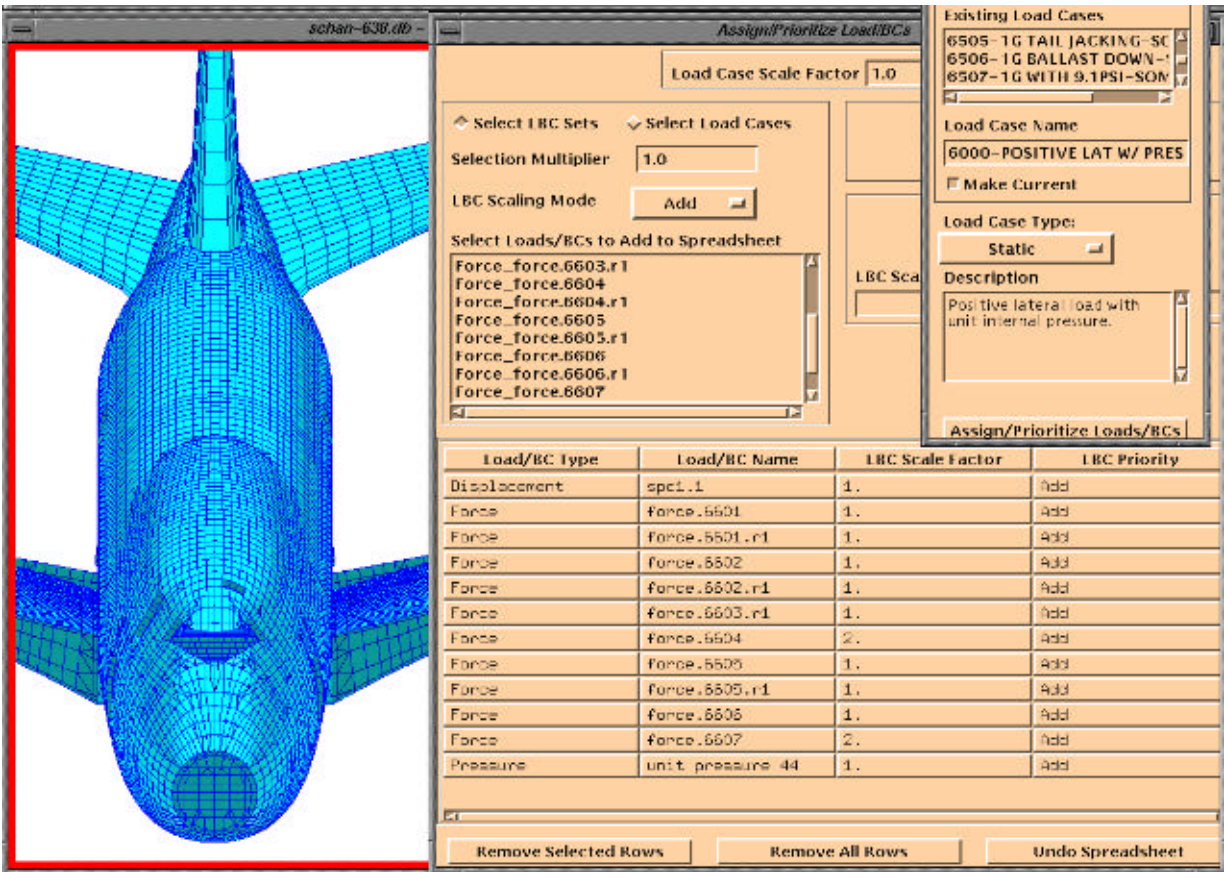 schan-638.db -
Assign/Prioritize Load/BCs
Load Case Scale Factor 1.0
Select LBC Sets Select Load Cases
Selection Multiplier 1.0
LBC Scaling Mode Add
Select Loads/BCs to Add to Spreadsheet
Force_force.6603.r1
Force_force.6604
Force_force.6604.r1
Force_force.6605
Force_force.6605.r1
Force_force.6606
Force_force.6606.r1
Force_force.6607
LBC Sca
Existing Load Cases
6505-1G TAIL JACKING-SC
6506-1G BALLAST DOWN-
6507-1G WITH 9.1PSI-SOM
Load Case Name
6000-POSITIVE LAT W/ PRES
Make Current
Load Case Type:
Static
Description
Positive lateral load with
unit internal pressure.
Assign/Prioritize Loads/BCs
Load/BC Type Load/BC Name LBC Scale Factor LBC Priority
Displacement spc1.1 1. Add
Force force.6601 1. Add
Force force.6601.r1 1. Add
Force force.6602 1. Add
Force force.6602.r1 1. Add
Force force.6603.r1 1. Add
Force force.6604 2. Add
Force 1. Add
Force force.6605.r1 1. Add
Force force.6606 1. Add
Force force.6607 2. Add
Pressure unit pressure 44 1. Add
Remove Selected Rows Remove All Rows Undo Spreadsheet